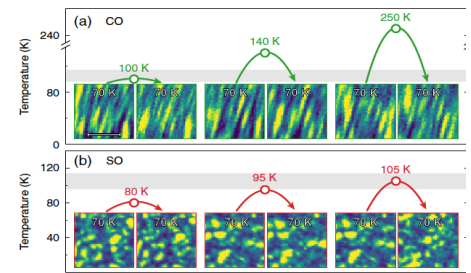 (a) CO
Temperature (K)
240
80
0
100 K
140 K
250 K
70 K 70 K 70 K 70 K 70 K 70 K
(b) SO
Temperature (K)
120
80
40
80 K
95 K
105 K
70 K 70 K 70 K 70 K 70 K 70 K